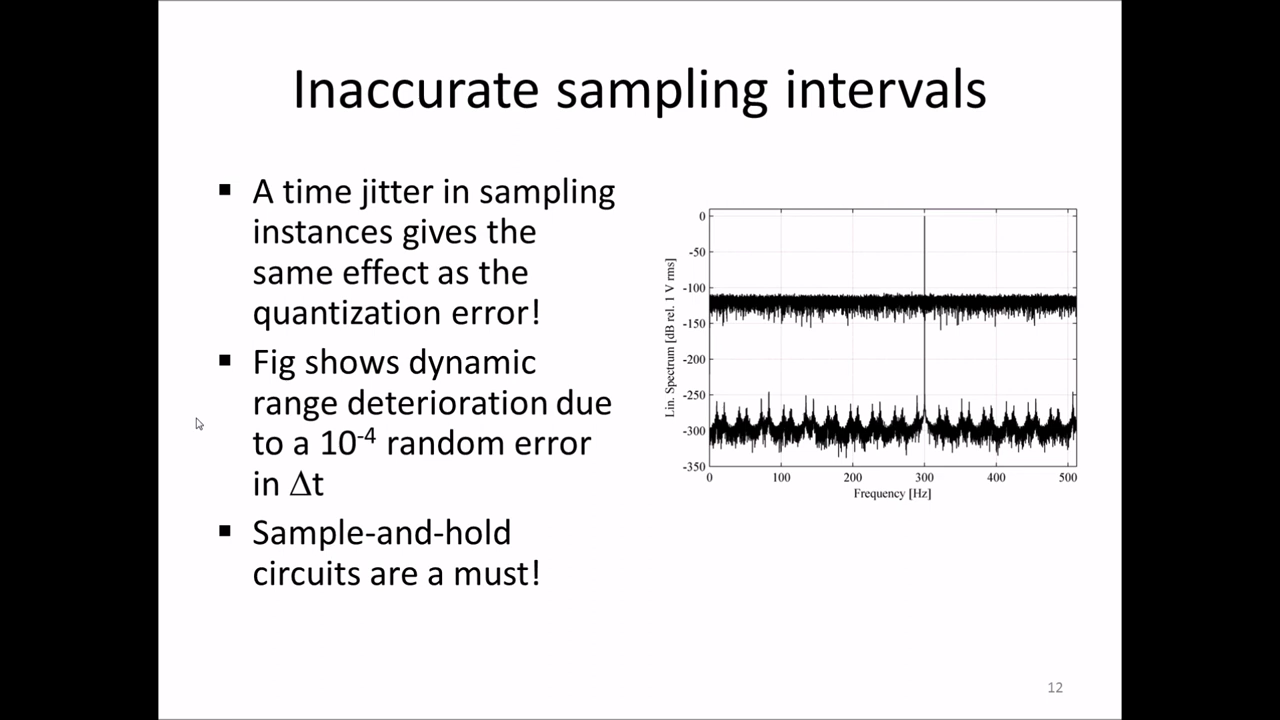 Inaccurate sampling intervals
▪ A time jitter in sampling
instances gives the
same effect as the
quantization error!
▪ Fig shows dynamic
range deterioration due
to a 10⁻⁴ random error
in Δt
▪ Sample-and-hold
circuits are a must!
Lin. Spectrum [dB rel. 1 V rms]
0
-50
-100
-150
-200
-250
-300
-350
0 100 200 300 400 500
Frequency [Hz]
12